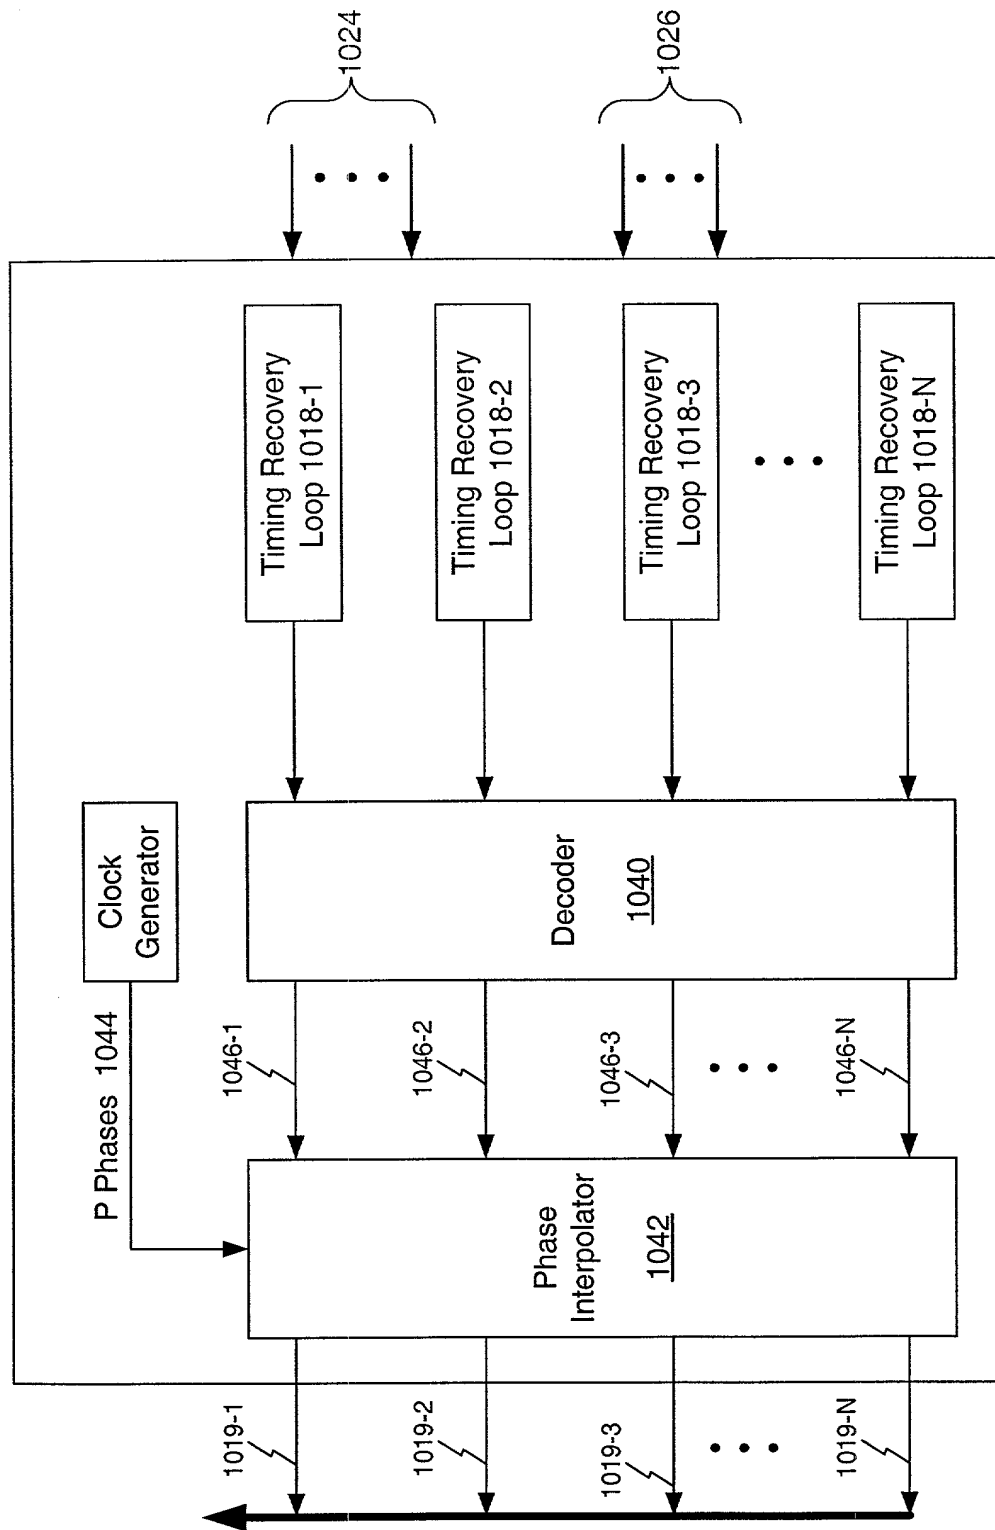 1024
1026
Timing Recovery
Loop 1018-1
Timing Recovery
Loop 1018-2
Timing Recovery
Loop 1018-3
Timing Recovery
Loop 1018-N
Clock
Generator
Decoder
1040
P Phases 1044
1046-1
1046-2
1046-3
1046-N
Phase
Interpolator
1042
1019-1
1019-2
1019-3
1019-N